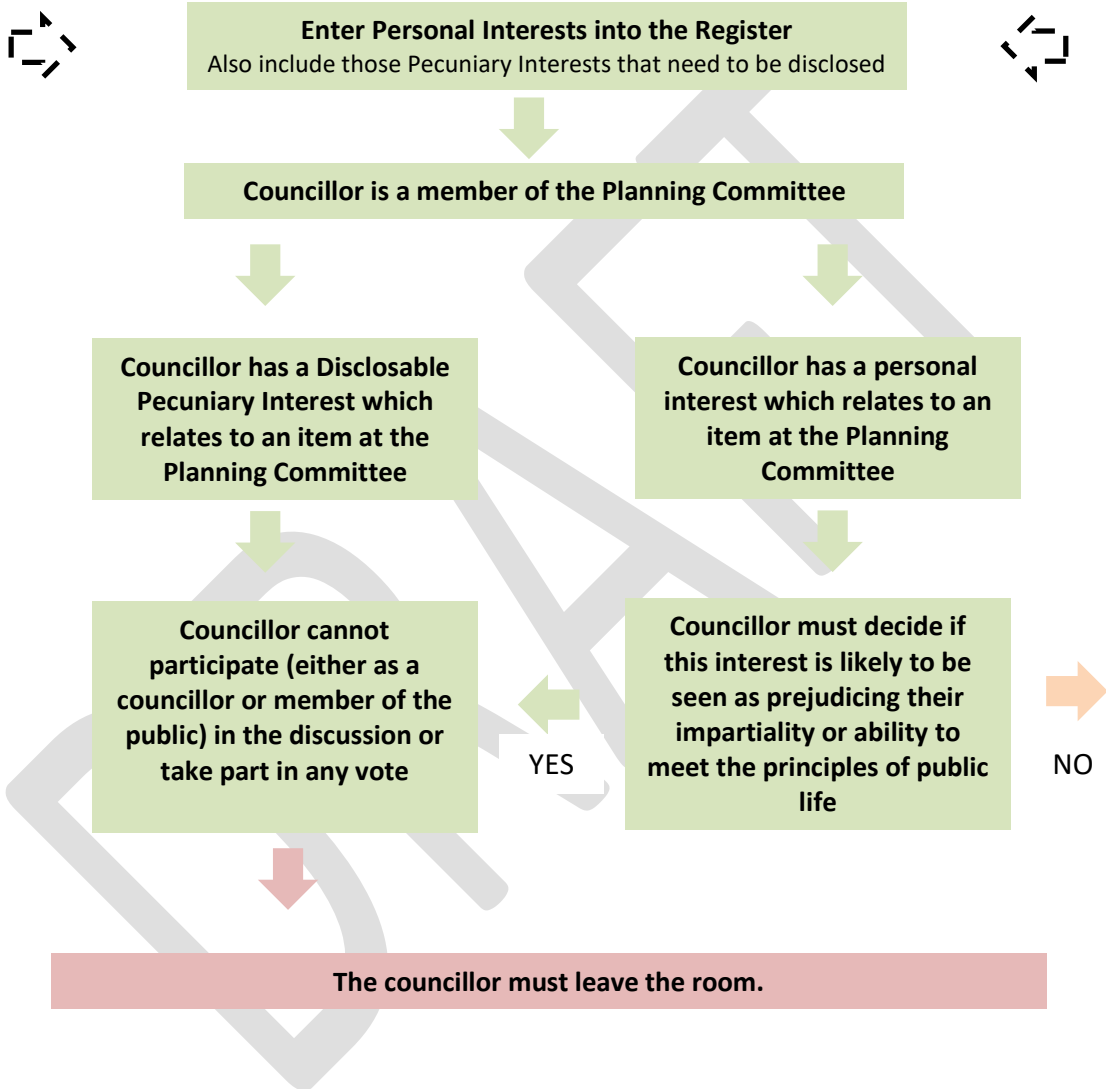 Enter Personal Interests into the Register
Also include those Pecuniary Interests that need to be disclosed
Councillor is a member of the Planning Committee
Councillor has a Disclosable
Pecuniary Interest which
relates to an item at the
Planning Committee
Councillor has a personal
interest which relates to an
item at the Planning
Committee
Councillor cannot
participate (either as a
councillor or member of the
public) in the discussion or
take part in any vote
YES
Councillor must decide if
this interest is likely to be
seen as prejudicing their
impartiality or ability to
meet the principles of public
life
NO
The councillor must leave the room.
DRAFT